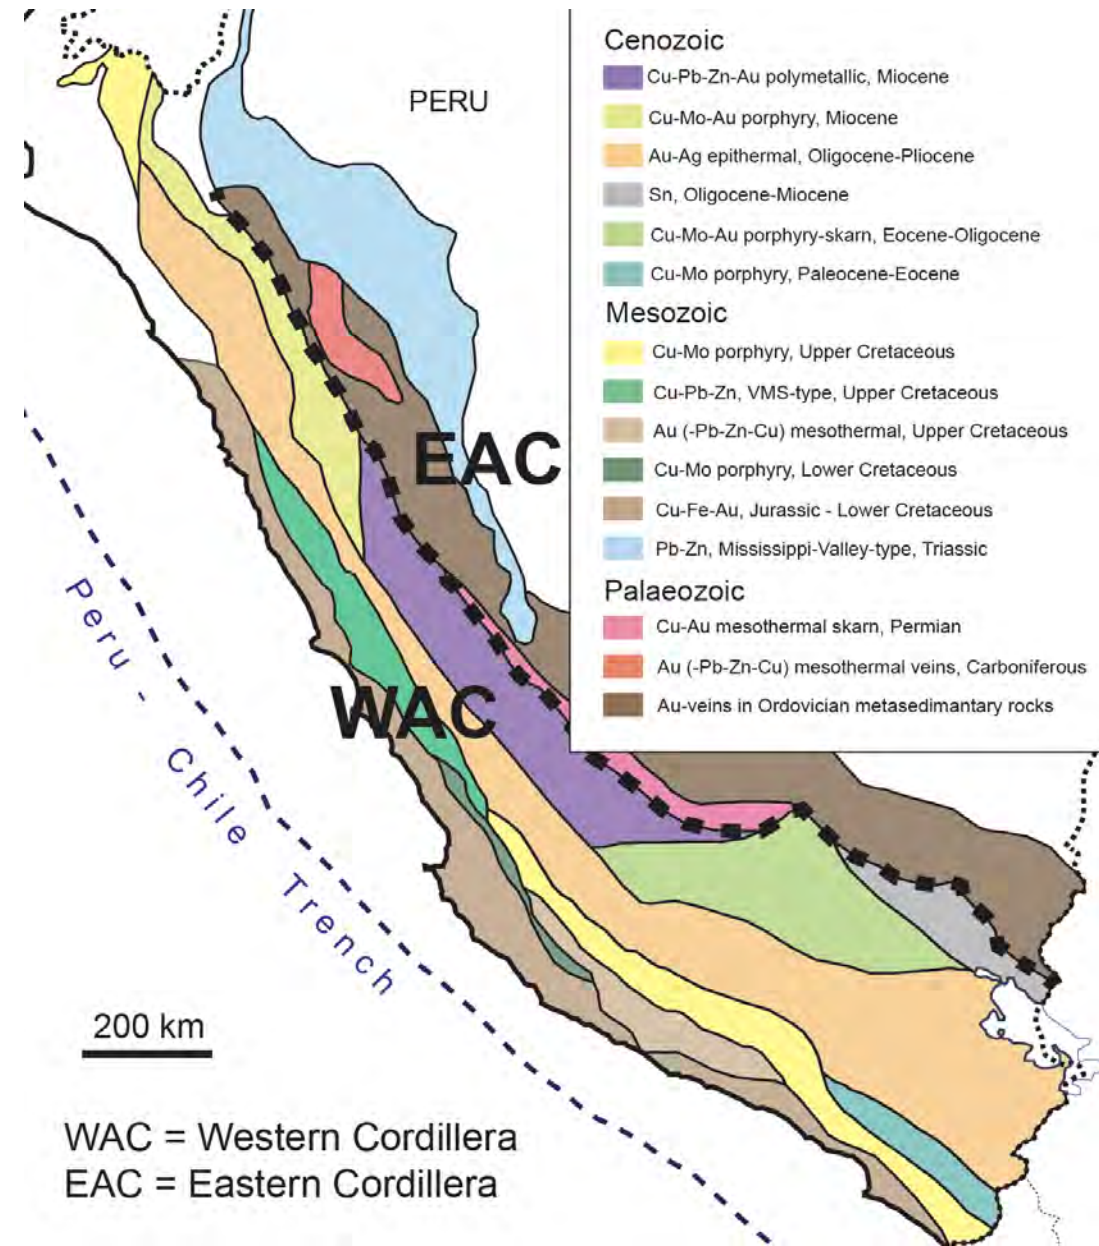 PERU
EAC
WAC
Peru - Chile Trench
200 km
WAC = Western Cordillera
EAC = Eastern Cordillera
Cenozoic
Cu-Pb-Zn-Au polymetallic, Miocene
Cu-Mo-Au porphyry, Miocene
Au-Ag epithermal, Oligocene-Pliocene
Sn, Oligocene-Miocene
Cu-Mo-Au porphyry-skarn, Eocene-Oligocene
Cu-Mo porphyry, Paleocene-Eocene
Mesozoic
Cu-Mo porphyry, Upper Cretaceous
Cu-Pb-Zn, VMS-type, Upper Cretaceous
Au (-Pb-Zn-Cu) mesothermal, Upper Cretaceous
Cu-Mo porphyry, Lower Cretaceous
Cu-Fe-Au, Jurassic - Lower Cretaceous
Pb-Zn, Mississippi-Valley-type, Triassic
Palaeozoic
Cu-Au mesothermal skarn, Permian
Au (-Pb-Zn-Cu) mesothermal veins, Carboniferous
Au-veins in Ordovician metasedimantary rocks